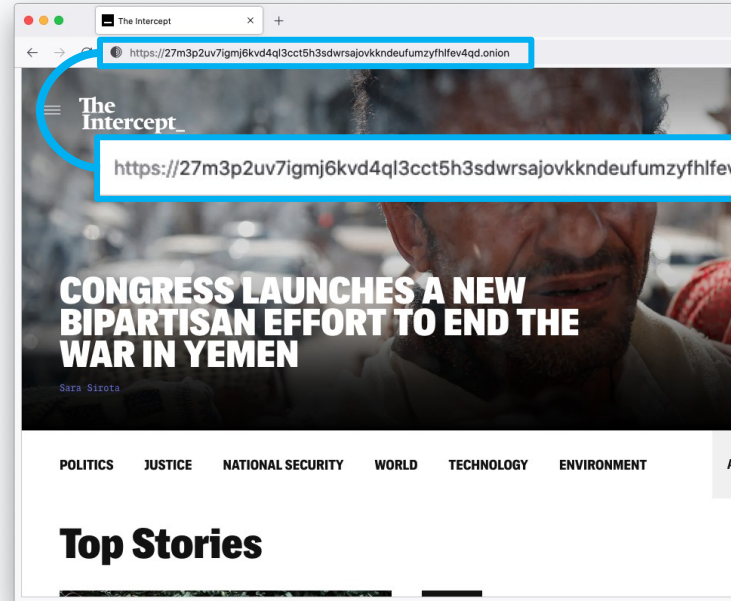 The Intercept
https://27m3p2uv7igmj6kvd4ql3cct5h3sdwrsajovkkndeufumzyfhlfev4qd.onion
The
Intercept_
https://27m3p2uv7igmj6kvd4ql3cct5h3sdwrsajovkkndeufumzyfhlfev
CONGRESS LAUNCHES A NEW
BIPARTISAN EFFORT TO END THE
WAR IN YEMEN
Sara Sirota
POLITICS JUSTICE NATIONAL SECURITY WORLD TECHNOLOGY ENVIRONMENT
Top Stories